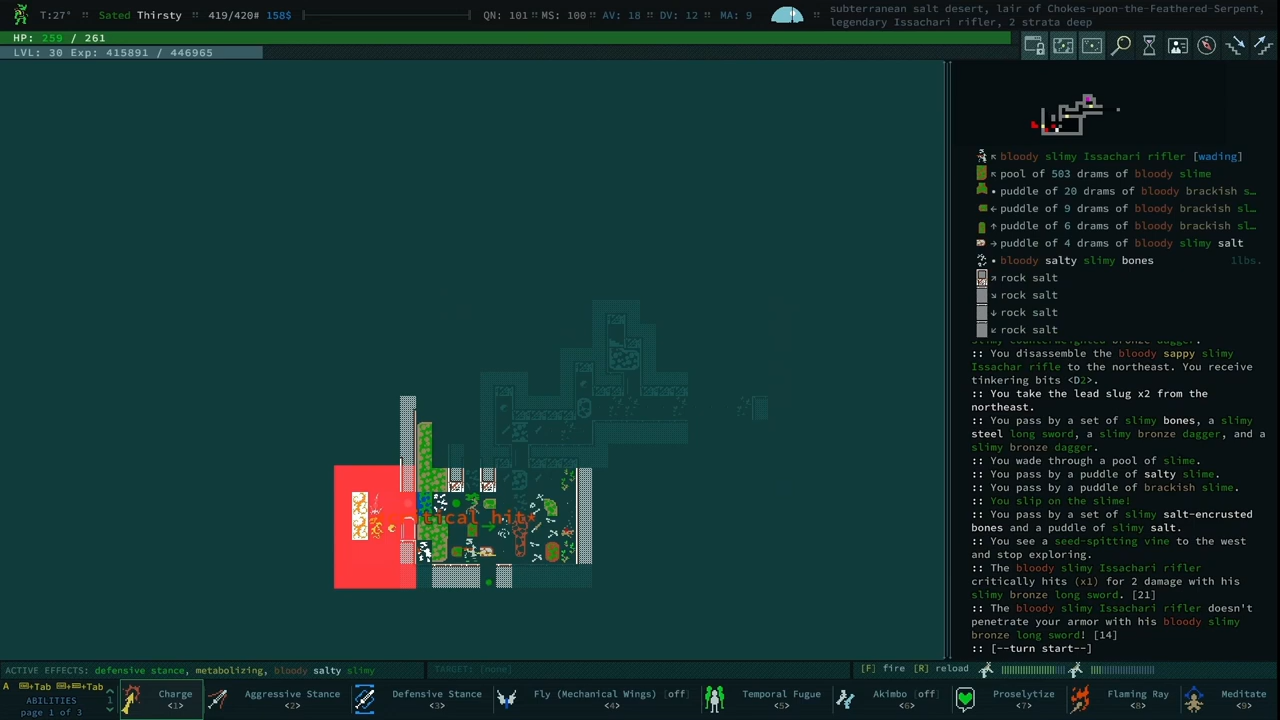 T:27° Sated Thirsty 419/420# 158$ QN: 101 MS: 100 AV: 18 DV: 12 MA: 9
subterranean salt desert, lair of Chokes-upon-the-Feathered-Serpent,
legendary Issachari rifler, 2 strata deep
HP: 259 / 261
LVL: 30 Exp: 415891 / 446965
bloody slimy Issachari rifler [wading]
pool of 503 drams of bloody slime
puddle of 20 drams of bloody brackish s…
puddle of 9 drams of bloody brackish sl…
puddle of 6 drams of bloody brackish sl…
puddle of 4 drams of bloody slimy salt
bloody salty slimy bones 1lbs.
rock salt
rock salt
rock salt
rock salt
slimy counterweighted bronze dagger.
:: You disassemble the bloody sappy slimy
Issachar rifle to the northeast. You receive
tinkering bits <D2>.
:: You take the lead slug x2 from the
northeast.
:: You pass by a set of slimy bones, a slimy
steel long sword, a slimy bronze dagger, and a
slimy bronze dagger.
:: You wade through a pool of slime.
:: You pass by a puddle of salty slime.
:: You pass by a puddle of brackish slime.
:: You slip on the slime!
:: You pass by a set of slimy salt-encrusted
bones and a puddle of slimy salt.
:: You see a seed-spitting vine to the west
and stop exploring.
:: The bloody slimy Issachari rifler
critically hits (x1) for 2 damage with his
slimy bronze long sword. [21]
:: The bloody slimy Issachari rifler doesn't
penetrate your armor with his bloody slimy
bronze long sword! [14]
:: [--turn start--]
itical hit*
ACTIVE EFFECTS: defensive stance, metabolizing, bloody salty slimy
TARGET: [none]
[F] fire [R] reload
A +Tab +Tab
ABILITIES
page 1 of 3
1
Charge <1>
Aggressive Stance <2>
Defensive Stance <3>
Fly (Mechanical Wings) [off] <4>
Temporal Fugue <5>
Akimbo [off] <6>
Proselytize <7>
Flaming Ray <8>
Meditate <9>